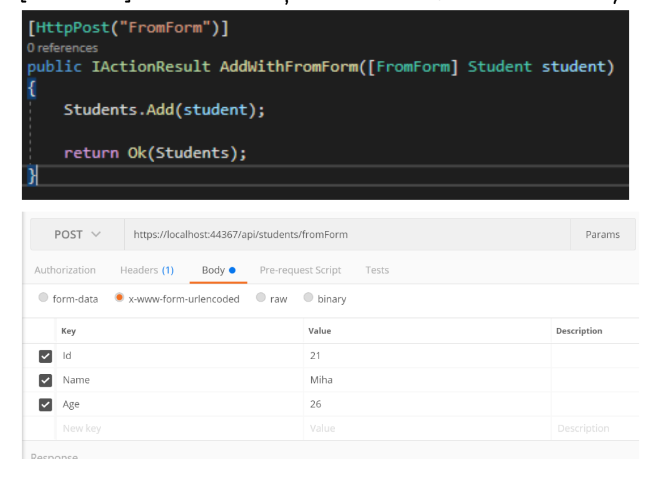 [HttpPost("FromForm")]
0 references
public IActionResult AddWithFromForm([FromForm] Student student)
{
Students.Add(student);
return Ok(Students);
}
POST https://localhost:44367/api/students/fromForm Params
Authorization Headers (1) Body Pre-request Script Tests
form-data x-www-form-urlencoded raw binary
Key Value Description
Id 21
Name Miha
Age 26
New key Value Description
Response